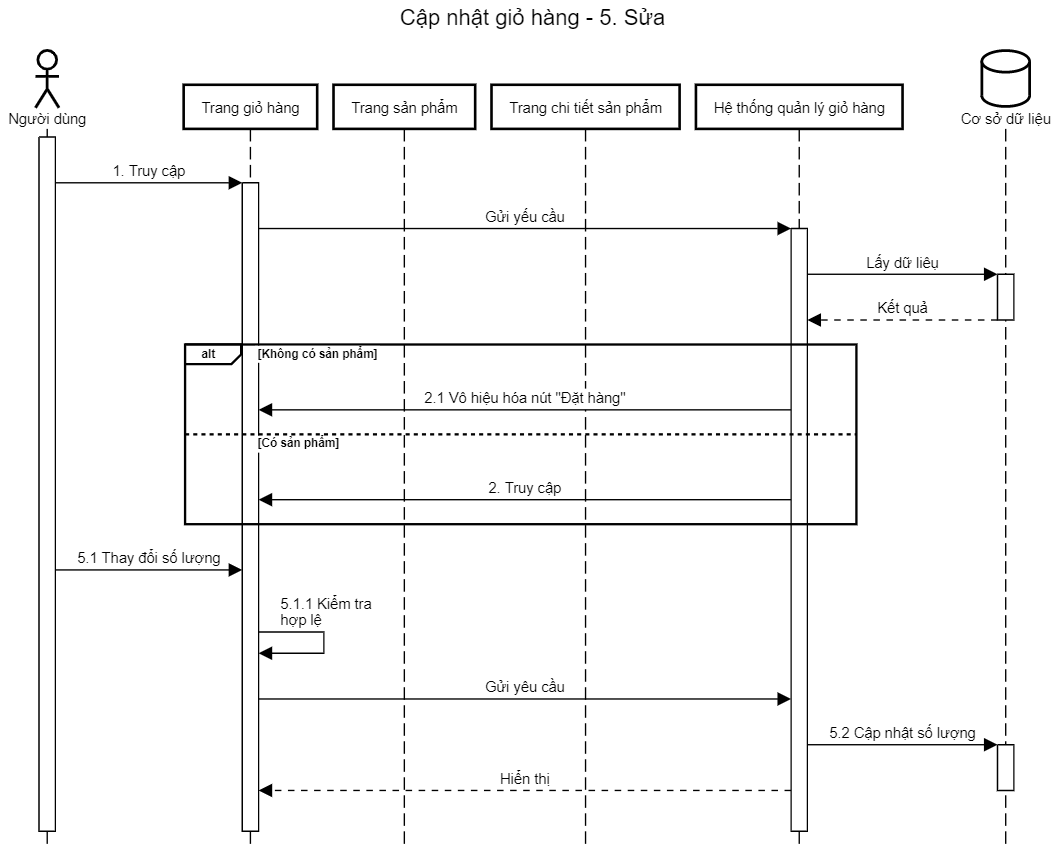 Cập nhật giỏ hàng - 5. Sửa
Người dùng
Trang giỏ hàng
Trang sản phẩm
Trang chi tiết sản phẩm
Hệ thống quản lý giỏ hàng
Cơ sở dữ liệu
1. Truy cập
Gửi yếu cầu
Lấy dữ liêụ
Kết quả
alt
[Không có sản phẩm]
2.1 Vô hiệu hóa nút "Đặt hàng"
[Có sản phẩm]
2. Truy cập
5.1 Thay đổi số lượng
5.1.1 Kiểm tra
hợp lệ
Gửi yêu cầu
5.2 Cập nhật số lượng
Hiển thị